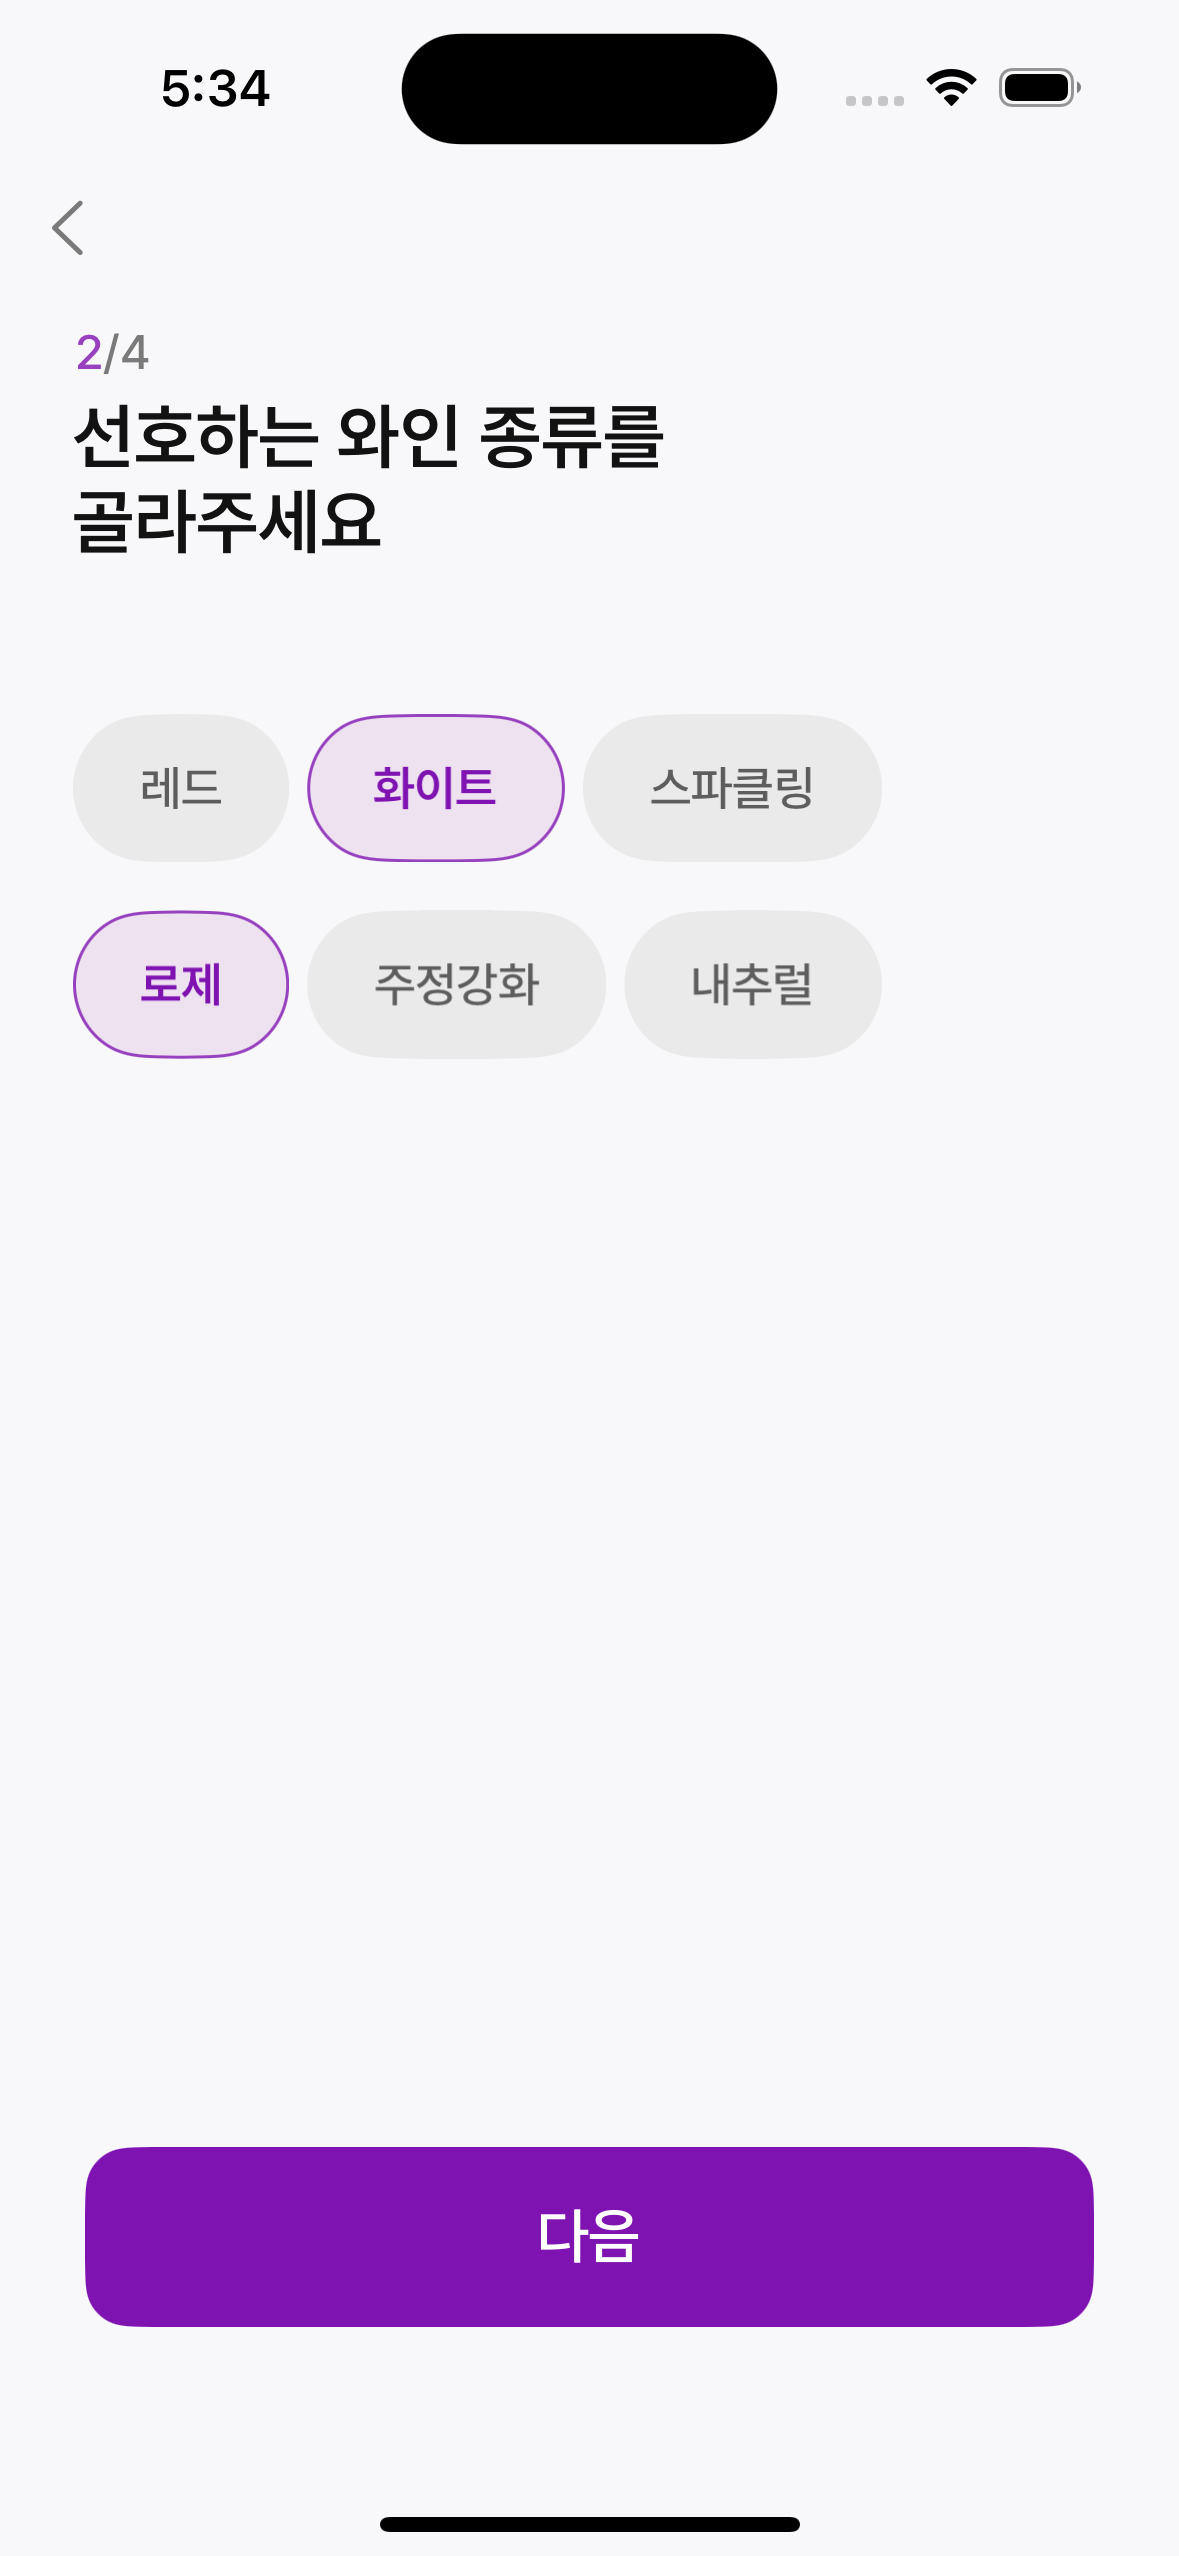 5:34
2/4
선호하는 와인 종류를
골라주세요
레드 화이트 스파클링
로제 주정강화 내추럴
다음